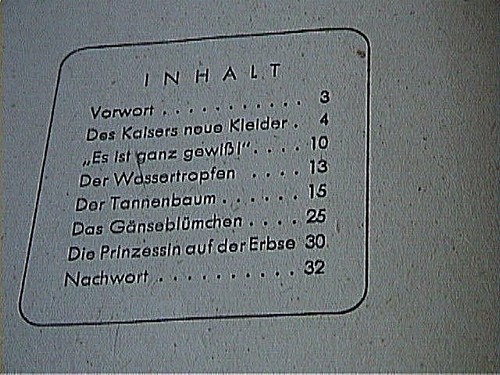 INHALT
Vorwort . . . . . . . . . . . 3
Des Kaisers neue Kleider . 4
„Es ist ganz gewiß!“ . . . . 10
Der Wassertropfen . . . . 13
Der Tannenbaum . . . . . . 15
Das Gänseblümchen . . . . 25
Die Prinzessin auf der Erbse 30
Nachwort . . . . . . . . . . 32